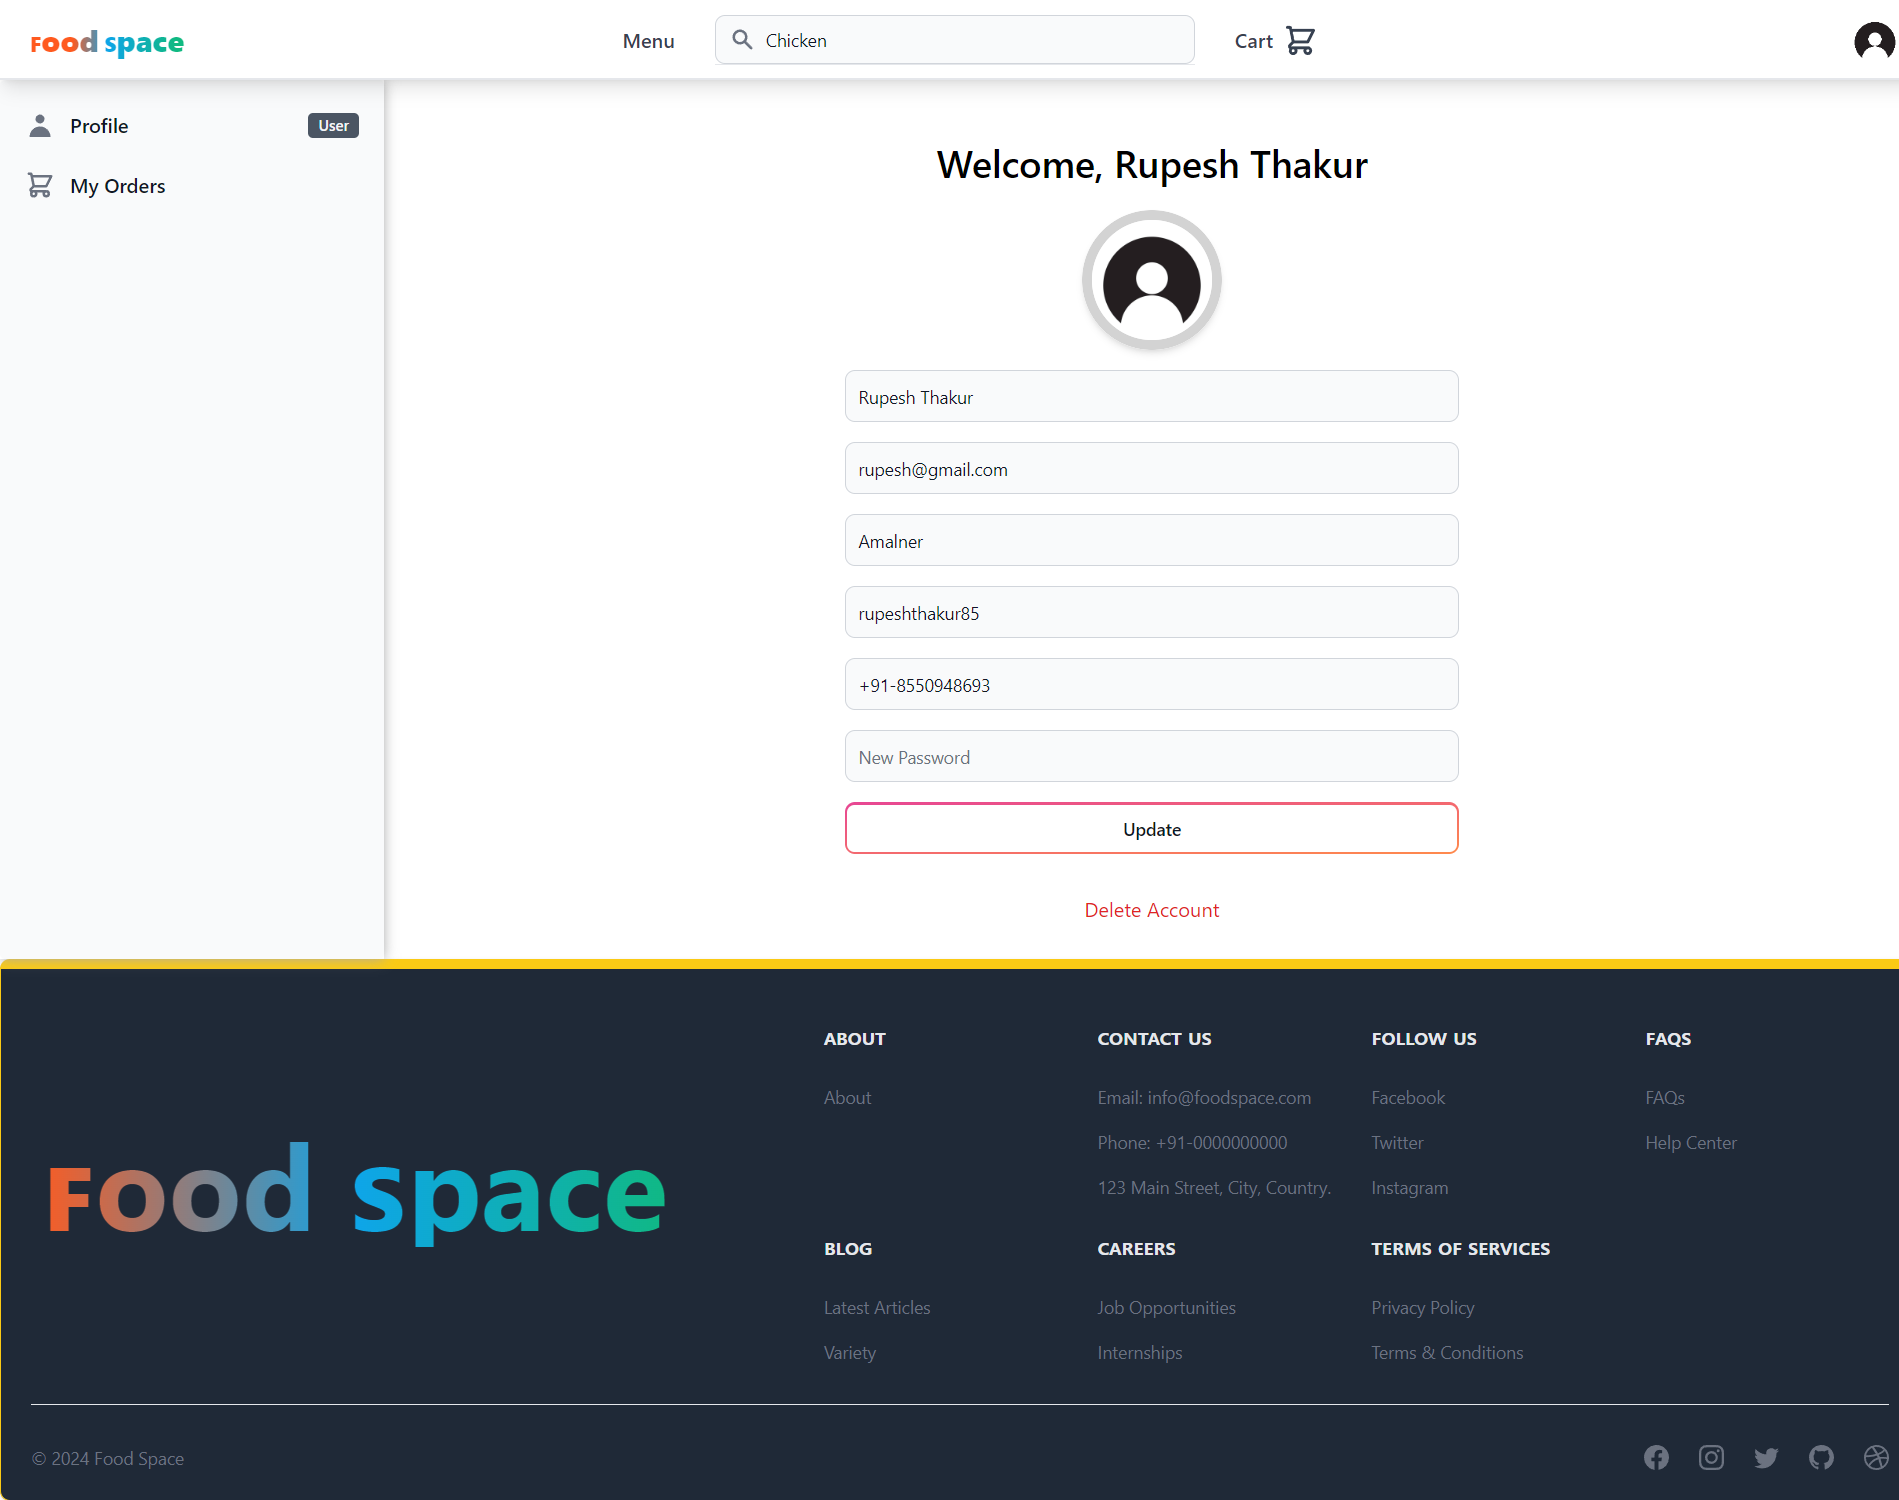 Food space
Menu
Chicken
Cart
Profile
User
My Orders
Welcome, Rupesh Thakur
Rupesh Thakur
rupesh@gmail.com
Amalner
rupeshthakur85
+91-8550948693
New Password
Update
Delete Account
Food space
ABOUT
About
CONTACT US
Email: info@foodspace.com
Phone: +91-0000000000
123 Main Street, City, Country.
FOLLOW US
Facebook
Twitter
Instagram
FAQS
FAQs
Help Center
BLOG
Latest Articles
Variety
CAREERS
Job Opportunities
Internships
TERMS OF SERVICES
Privacy Policy
Terms & Conditions
© 2024 Food Space